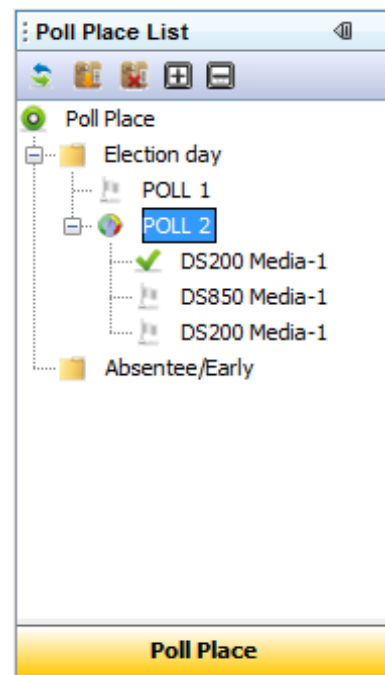 Poll Place List
Poll Place
Election day
POLL 1
POLL 2
DS200 Media-1
DS850 Media-1
DS200 Media-1
Absentee/Early
Poll Place